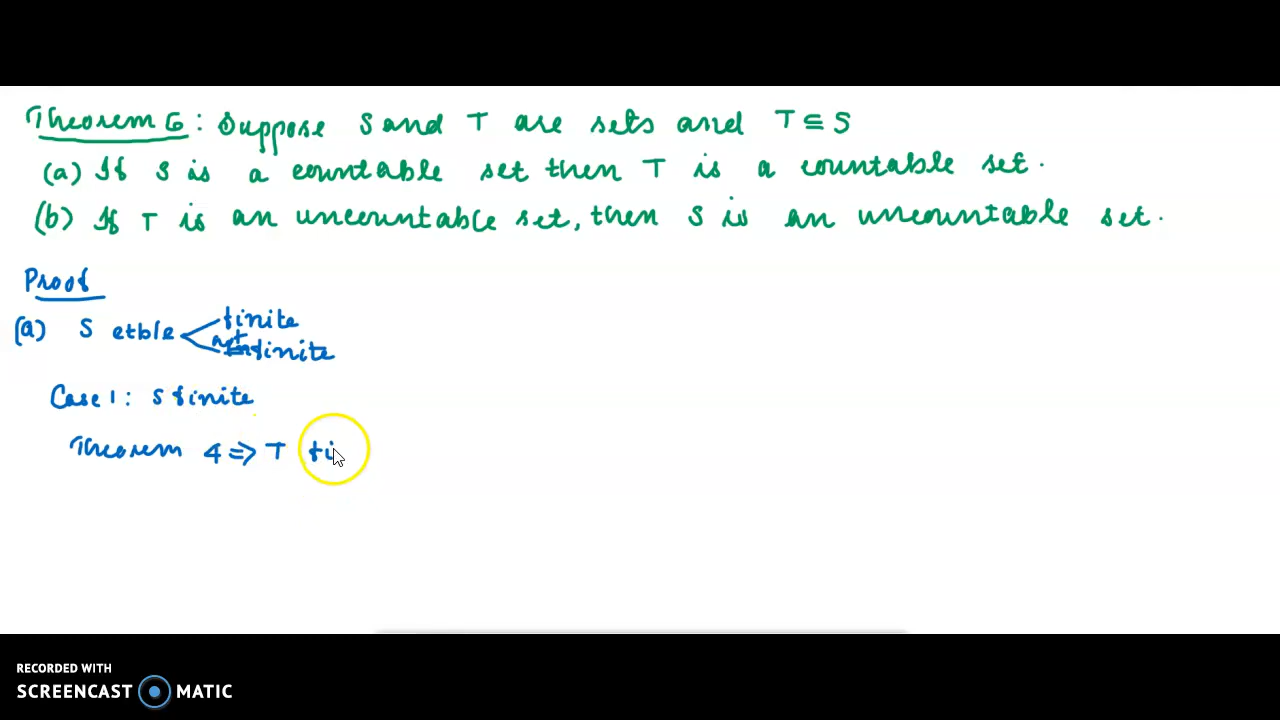 Theorem 6: Suppose S and T are sets and T ⊆ S
(a) If S is a countable set then T is a countable set.
(b) If T is an uncountable set, then S is an uncountable set.
Proof
(a) S ctble
finite
not finite
Case 1: S finite
Theorem 4 ⇒ T fi
RECORDED WITH
SCREENCAST MATIC